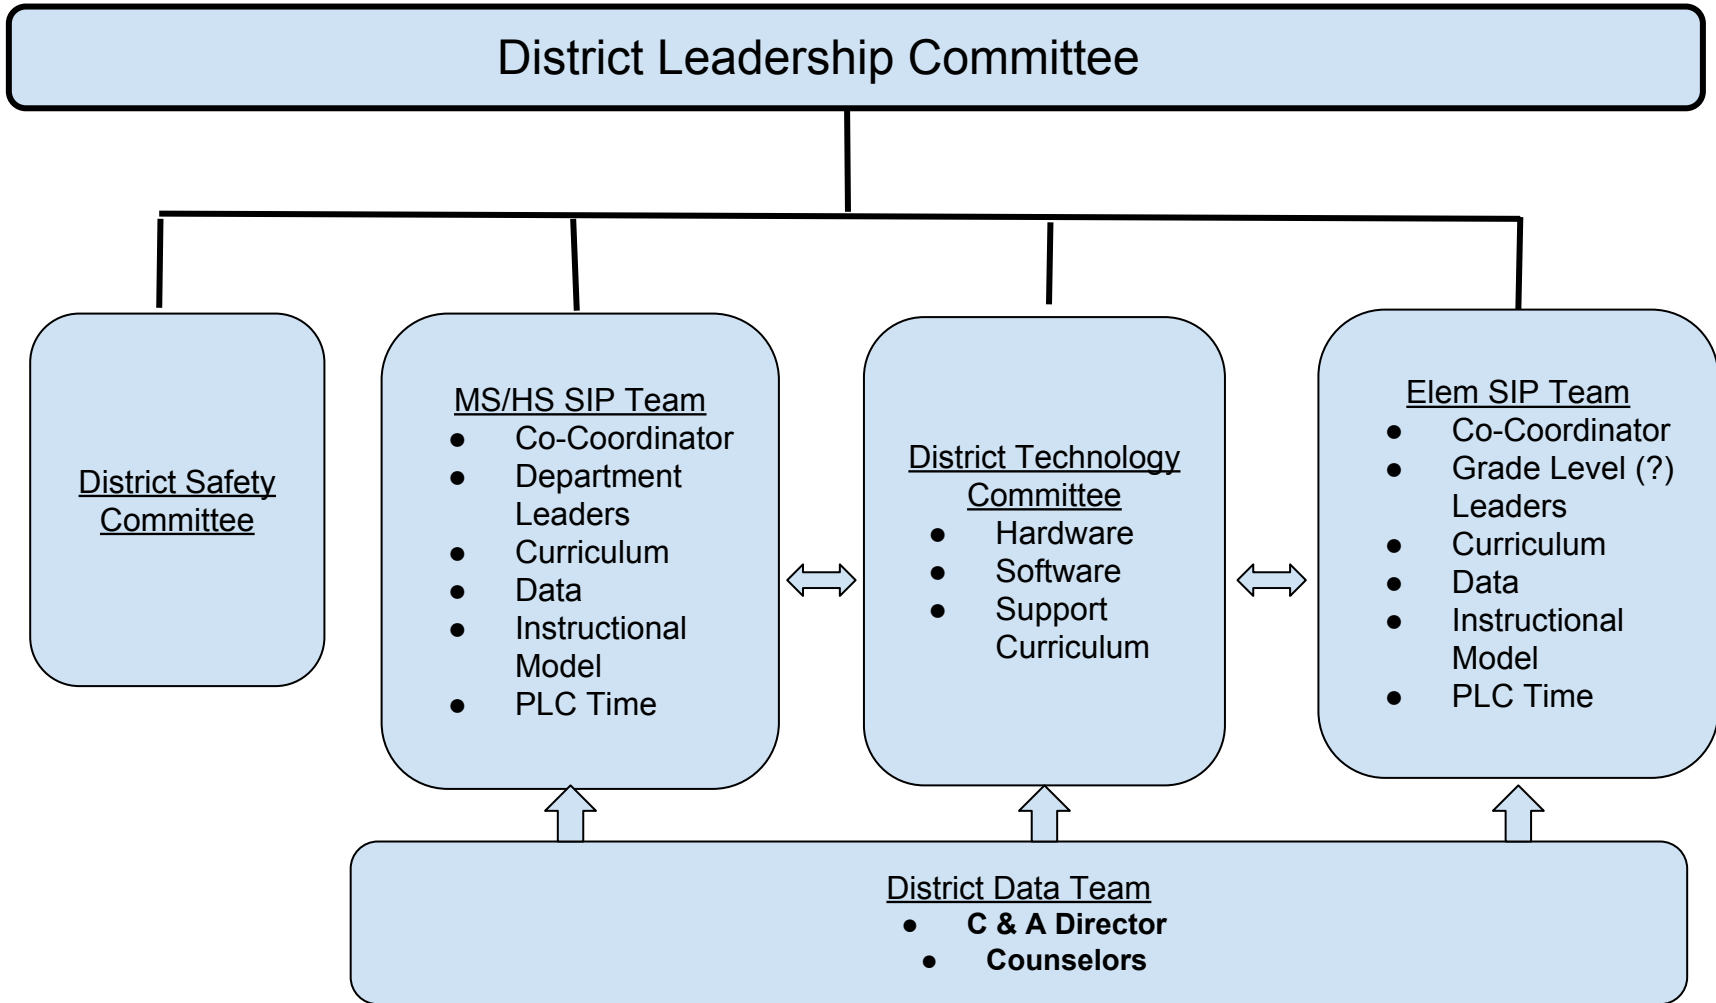 District Leadership Committee
District Safety
Committee
MS/HS SIP Team
● Co-Coordinator
● Department
Leaders
● Curriculum
● Data
● Instructional
Model
● PLC Time
District Technology
Committee
● Hardware
● Software
● Support
Curriculum
Elem SIP Team
● Co-Coordinator
● Grade Level (?)
Leaders
● Curriculum
● Data
● Instructional
Model
● PLC Time
District Data Team
● C & A Director
● Counselors